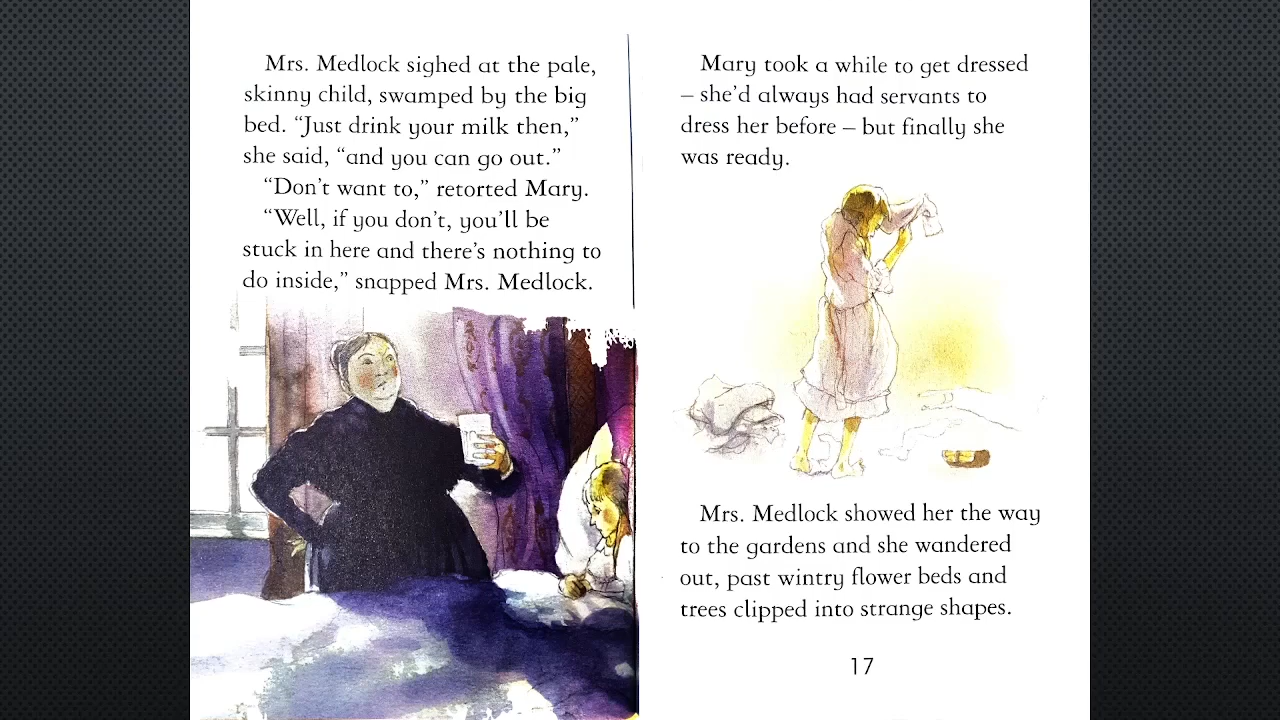 Mrs. Medlock sighed at the pale,
skinny child, swamped by the big
bed. “Just drink your milk then,”
she said, “and you can go out.”
“Don’t want to,” retorted Mary.
“Well, if you don’t, you’ll be
stuck in here and there’s nothing to
do inside,” snapped Mrs. Medlock.
Mary took a while to get dressed
– she’d always had servants to
dress her before – but finally she
was ready.
Mrs. Medlock showed her the way
to the gardens and she wandered
out, past wintry flower beds and
trees clipped into strange shapes.
17